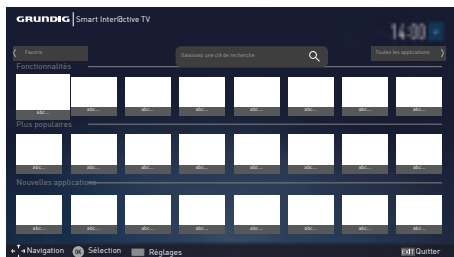 GRUNDIG Smart Inter@ctive TV
14:00
Favoris
Saisissez une clé de recherche
Toutes les applications
Fonctionnalités
abc... abc... abc... abc... abc... abc... abc... abc...
Plus populaires
abc... abc... abc... abc... abc... abc... abc... abc...
Nouvelles applications
abc... abc... abc... abc... abc... abc... abc... abc...
Navigation OK Sélection Réglages EXIT Quitter